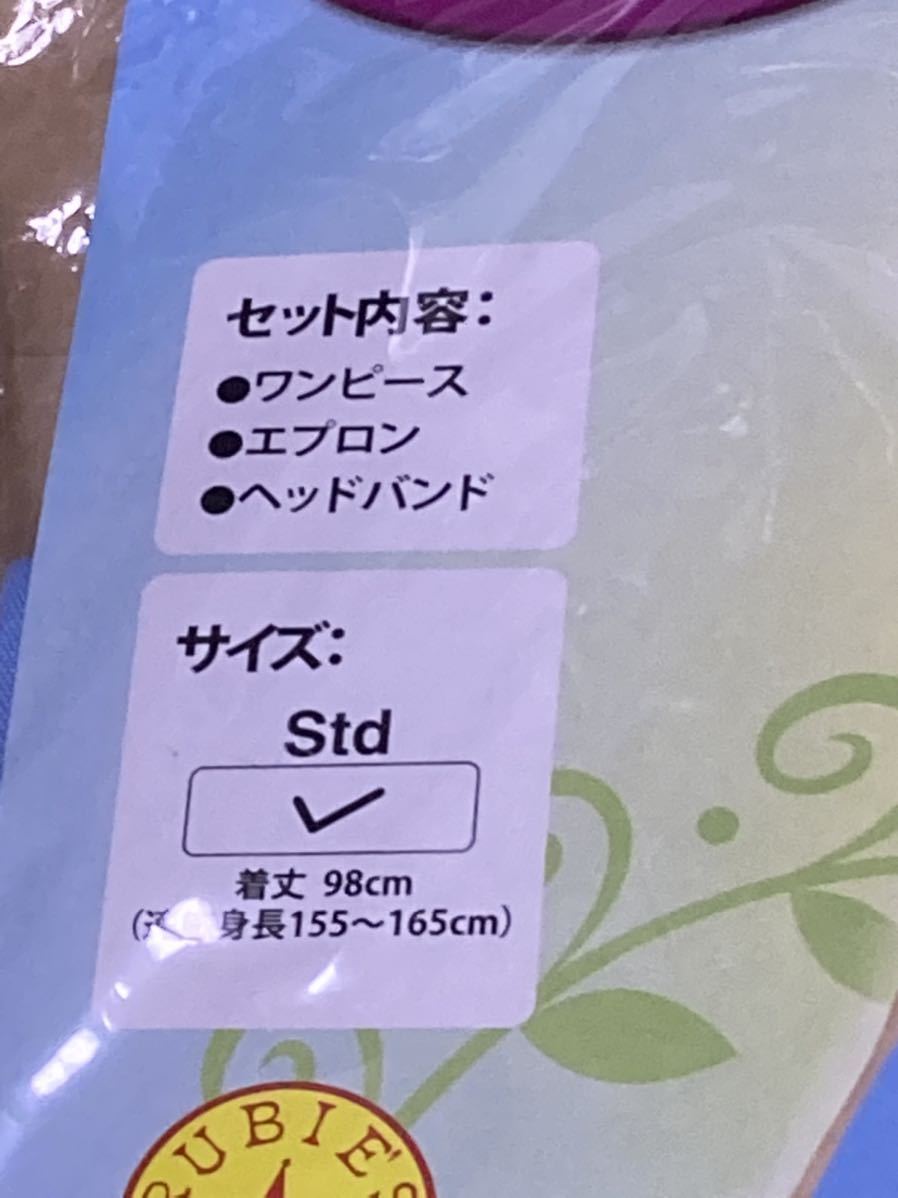 セット内容：
●ワンピース
●エプロン
●ヘッドバンド
サイズ：
Std
着丈 98cm
身長155～165cm）
RUBIE'S